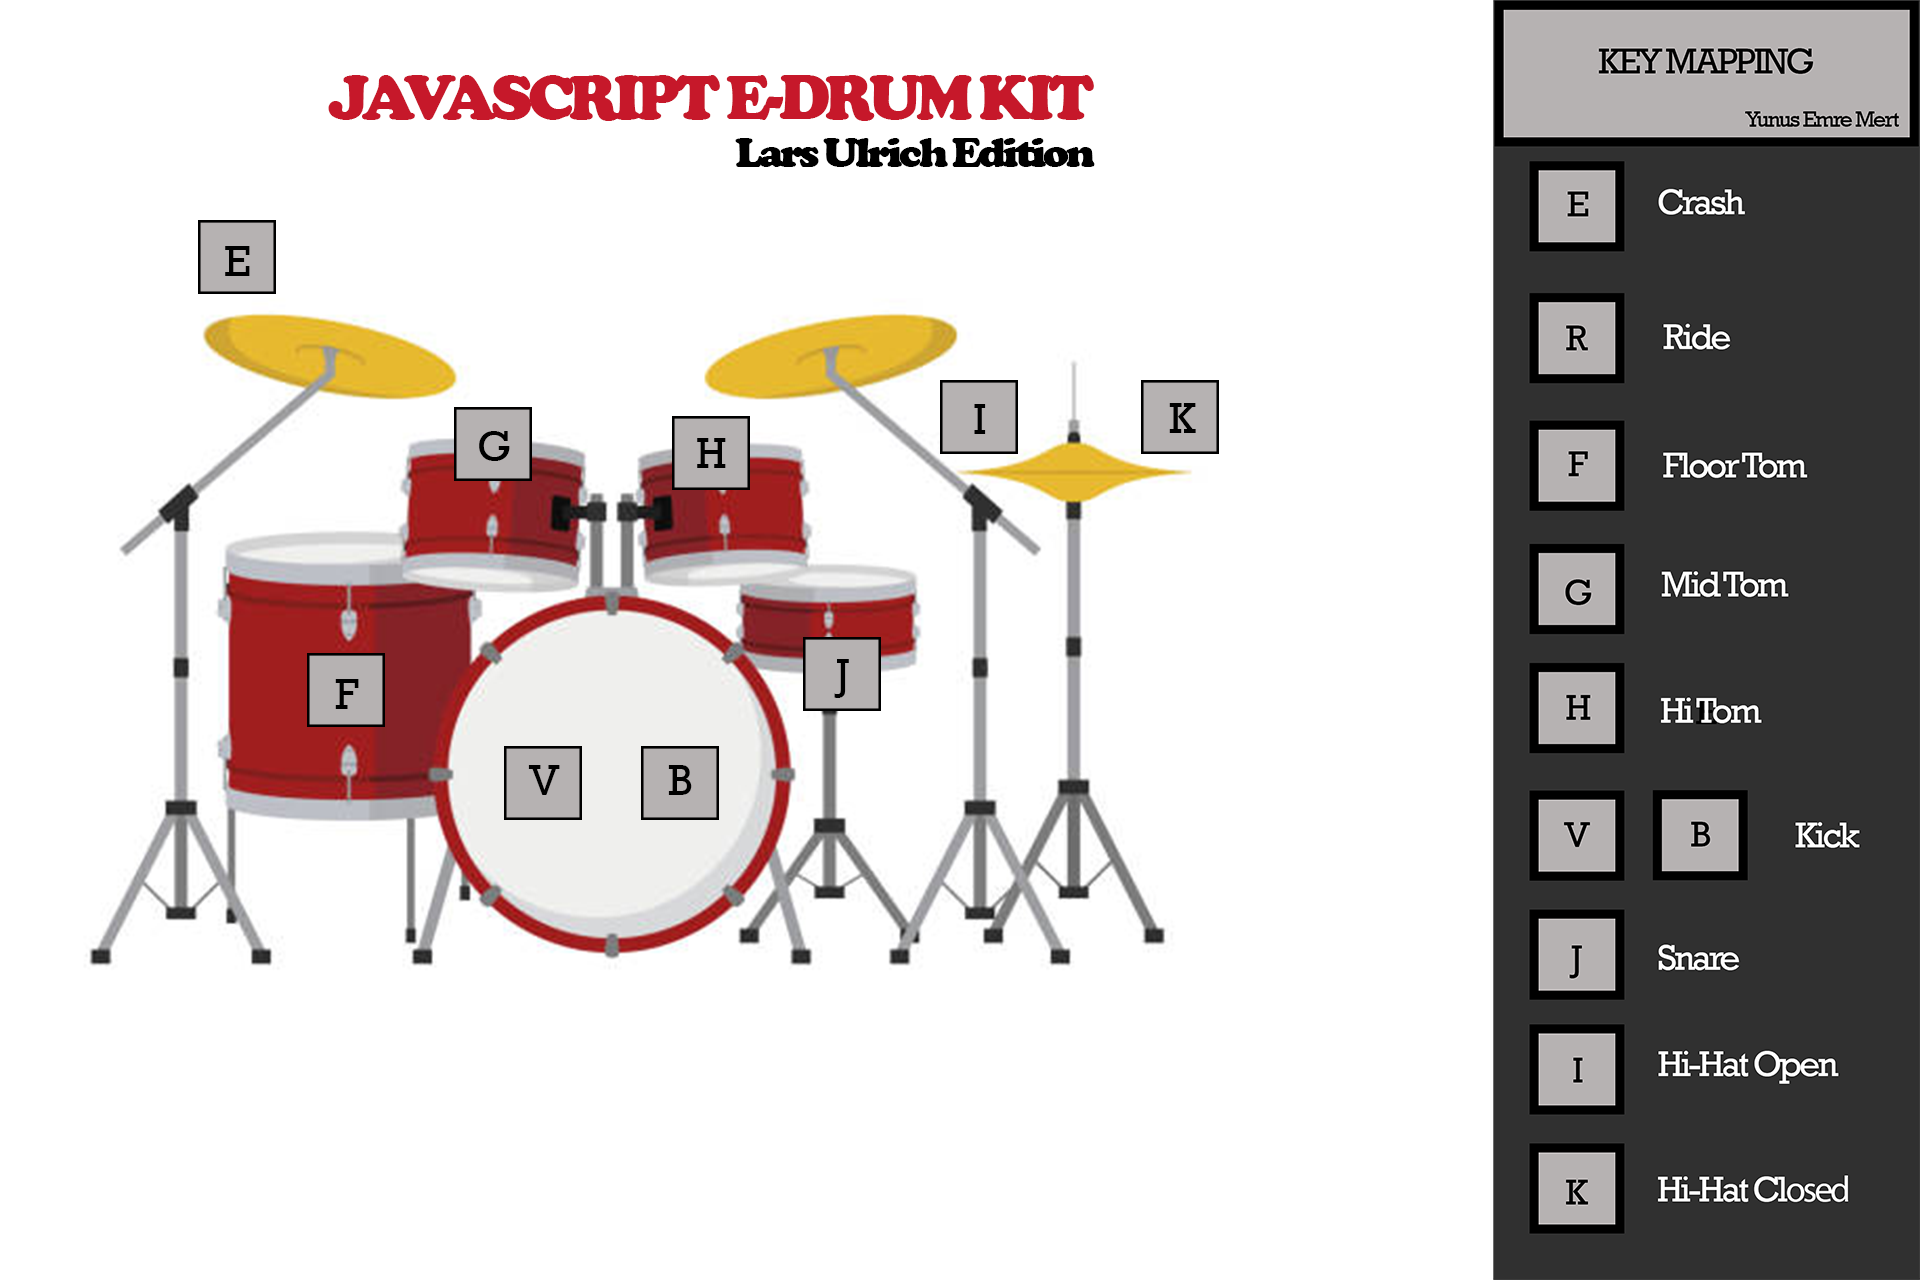 JAVASCRIPT E-DRUM KIT
Lars Ulrich Edition
E
I
K
G
H
F
J
V
B
KEY MAPPING
Yunus Emre Mert
E Crash
R Ride
F Floor Tom
G Mid Tom
H Hi Tom
V B Kick
J Snare
I Hi-Hat Open
K Hi-Hat Closed